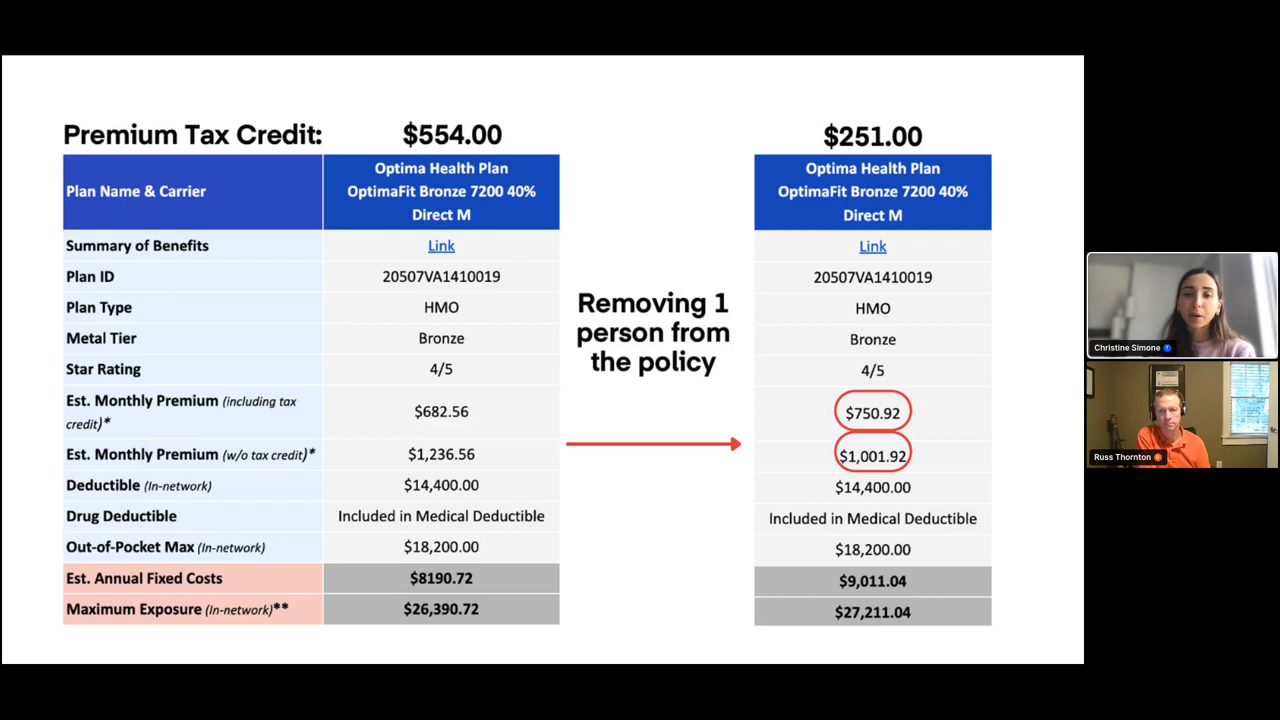 Premium Tax Credit: $554.00 $251.00
Plan Name & Carrier
Optima Health Plan
OptimaFit Bronze 7200 40%
Direct M
Optima Health Plan
OptimaFit Bronze 7200 40%
Direct M
Summary of Benefits Link Link
Plan ID 20507VA1410019 20507VA1410019
Plan Type HMO HMO
Metal Tier Bronze Bronze
Star Rating 4/5 4/5
Est. Monthly Premium (including tax
credit)* $682.56 $750.92
Est. Monthly Premium (w/o tax credit)* $1,236.56 $1,001.92
Deductible (In-network) $14,400.00 $14,400.00
Drug Deductible Included in Medical Deductible Included in Medical Deductible
Out-of-Pocket Max (In-network) $18,200.00 $18,200.00
Est. Annual Fixed Costs $8190.72 $9,011.04
Maximum Exposure (In-network)** $26,390.72 $27,211.04
Removing 1
person from
the policy
Christine Simone
Russ Thornton